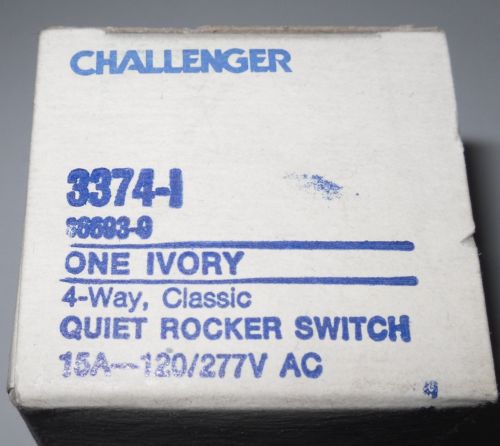 CHALLENGER
3374-I
ONE IVORY
4-Way, Classic
QUIET ROCKER SWITCH
15A—120/277V AC